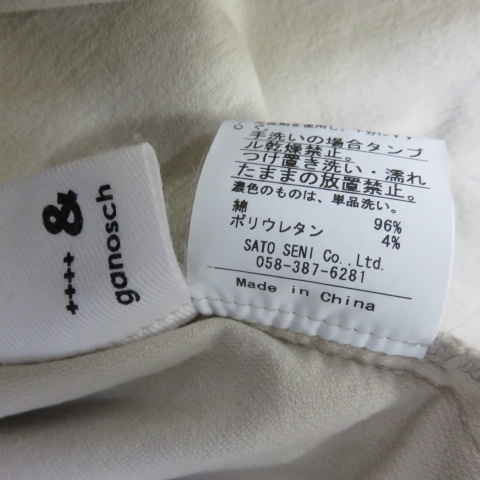 ++++ &
ganosch
手洗いの場合タンブ
ル乾燥禁止。
つけ置き洗い・濡れ
たままの放置禁止。
濃色のものは、単品洗い。
綿 96%
ポリウレタン 4%
SATO SENI Co.,Ltd.
058-387-6281
Made in China